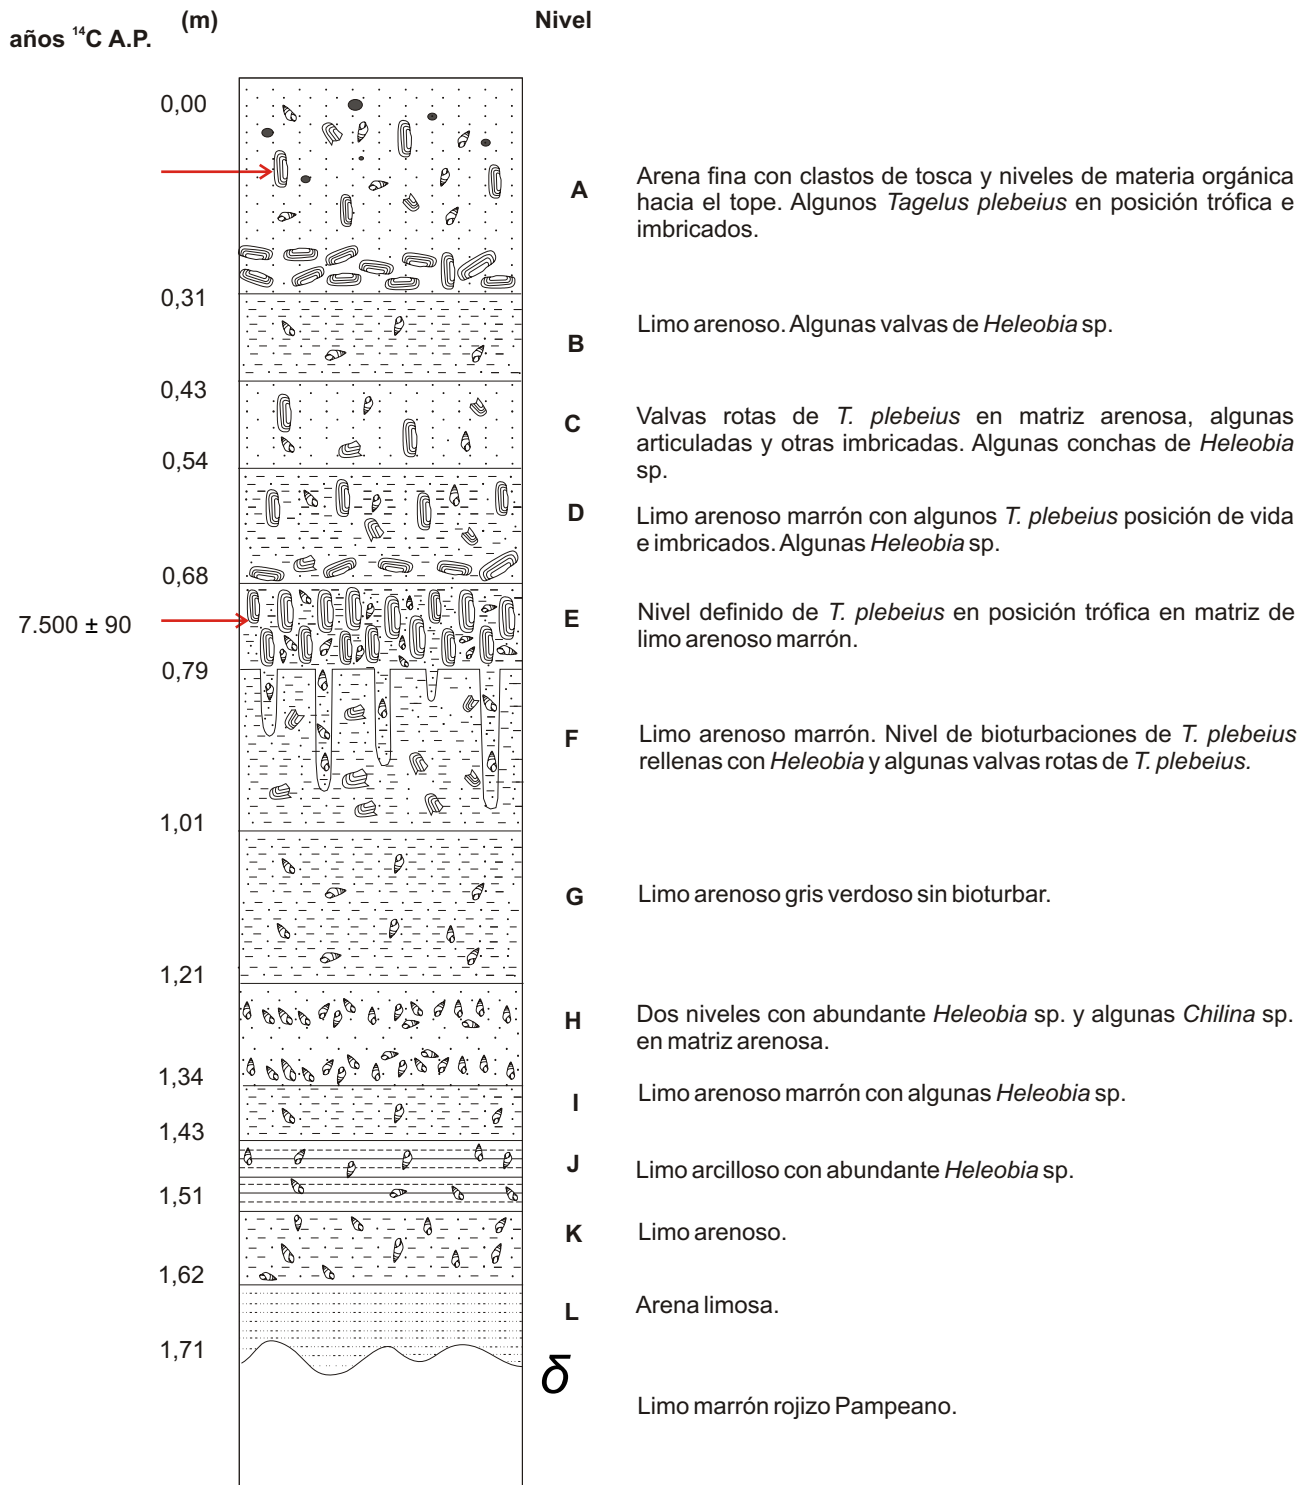 años ¹⁴C A.P.
(m)
Nivel
0,00
A
Arena fina con clastos de tosca y niveles de materia orgánica
hacia el tope. Algunos Tagelus plebeius en posición trófica e
imbricados.
0,31
B
Limo arenoso. Algunas valvas de Heleobia sp.
0,43
C
Valvas rotas de T. plebeius en matriz arenosa, algunas
articuladas y otras imbricadas. Algunas conchas de Heleobia
sp.
0,54
D
Limo arenoso marrón con algunos T. plebeius posición de vida
e imbricados. Algunas Heleobia sp.
0,68
7.500 ± 90
E
Nivel definido de T. plebeius en posición trófica en matriz de
limo arenoso marrón.
0,79
F
Limo arenoso marrón. Nivel de bioturbaciones de T. plebeius
rellenas con Heleobia y algunas valvas rotas de T. plebeius.
1,01
G
Limo arenoso gris verdoso sin bioturbar.
1,21
H
Dos niveles con abundante Heleobia sp. y algunas Chilina sp.
en matriz arenosa.
1,34
I
Limo arenoso marrón con algunas Heleobia sp.
1,43
J
Limo arcilloso con abundante Heleobia sp.
1,51
K
Limo arenoso.
1,62
L
Arena limosa.
1,71
δ
Limo marrón rojizo Pampeano.